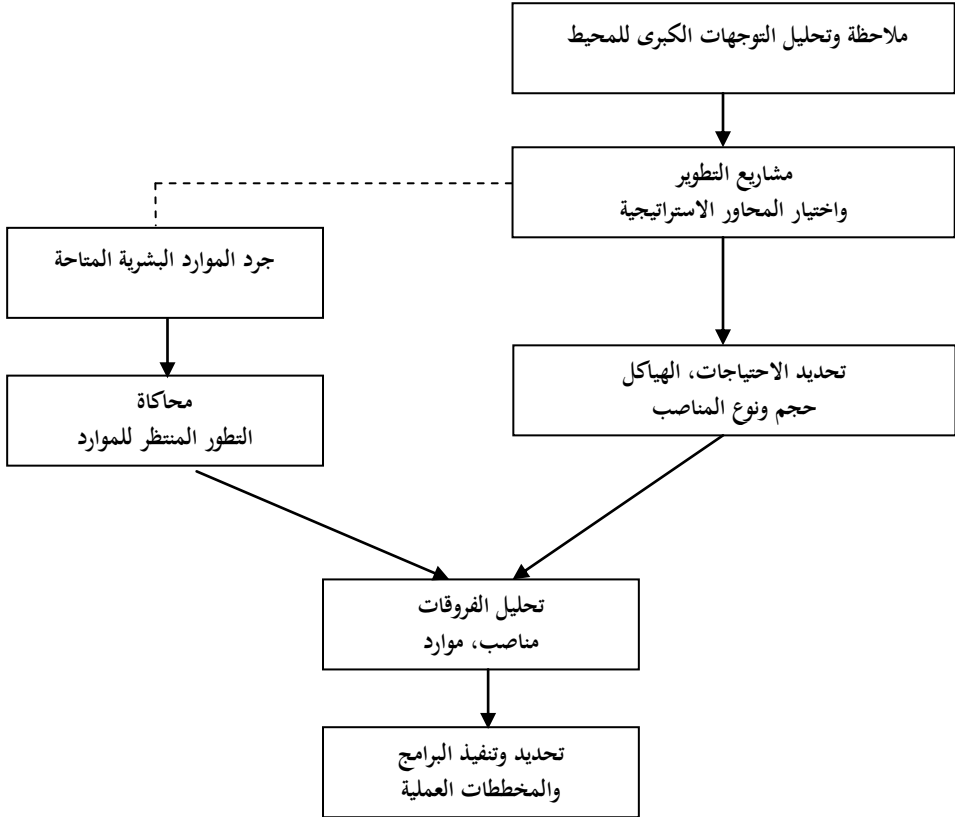 ملاحظة وتحليل التوجهات الكبرى للمحيط
مشاريع التطوير
واختيار المحاور الاستراتيجية
جرد الموارد البشرية المتاحة
تحديد الاحتياجات، الهياكل
حجم ونوع المناصب
محاكاة
التطور المنتظر للموارد
تحليل الفروقات
مناصب، موارد
تحديد وتنفيذ البرامج
والمخططات العملية